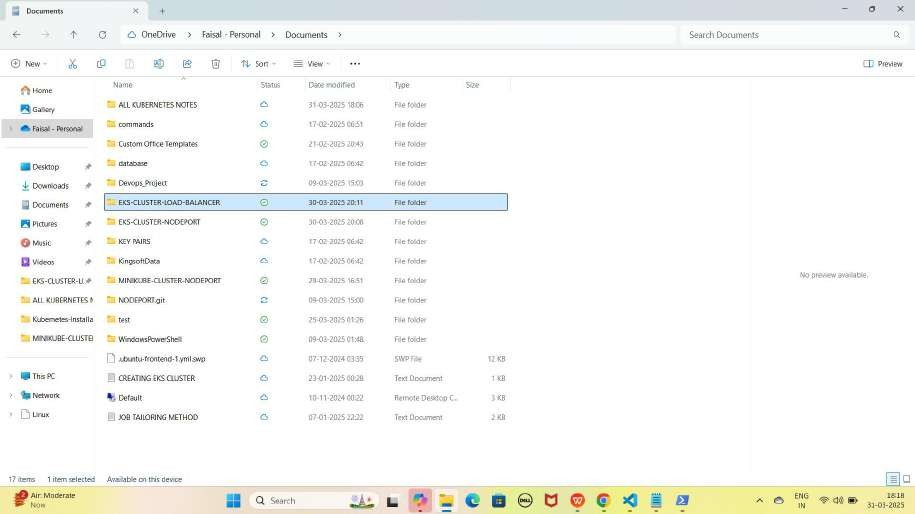 Documents
OneDrive > Faisal - Personal > Documents >
Search Documents
New
Sort
View
Preview
Name Status Date modified Type Size
Home
Gallery
Faisal - Personal
Desktop
Downloads
Documents
Pictures
Music
Videos
EKS-CLUSTER-LI
ALL KUBERNETES N
Kubernetes-Installa
MINIKUBE-CLUSTER
This PC
Network
Linux
ALL KUBERNETES NOTES 31-03-2025 18:06 File folder
commands 17-02-2025 06:51 File folder
Custom Office Templates 21-02-2025 20:43 File folder
database 17-02-2025 06:42 File folder
Devops_Project 09-03-2025 15:03 File folder
EKS-CLUSTER-LOAD-BALANCER 30-03-2025 20:11 File folder
EKS-CLUSTER-NODEPORT 30-03-2025 20:08 File folder
KEY PAIRS 17-02-2025 06:42 File folder
KingsoftData 17-02-2025 06:42 File folder
MINIKUBE-CLUSTER-NODEPORT 29-03-2025 16:51 File folder
NODEPORT.git 09-03-2025 15:00 File folder
test 25-03-2025 01:26 File folder
WindowsPowerShell 09-03-2025 01:48 File folder
.ubuntu-frontend-1.yml.swp 07-12-2024 03:35 SWP File 12 KB
CREATING EKS CLUSTER 23-01-2025 00:28 Text Document 1 KB
Default 10-11-2024 00:22 Remote Desktop C... 3 KB
JOB TAILORING METHOD 07-01-2025 22:22 Text Document 2 KB
No preview available.
17 items 1 item selected Available on this device
2
Air: Moderate
Now
Search
DELL
ENG
IN
18:18
31-03-2025